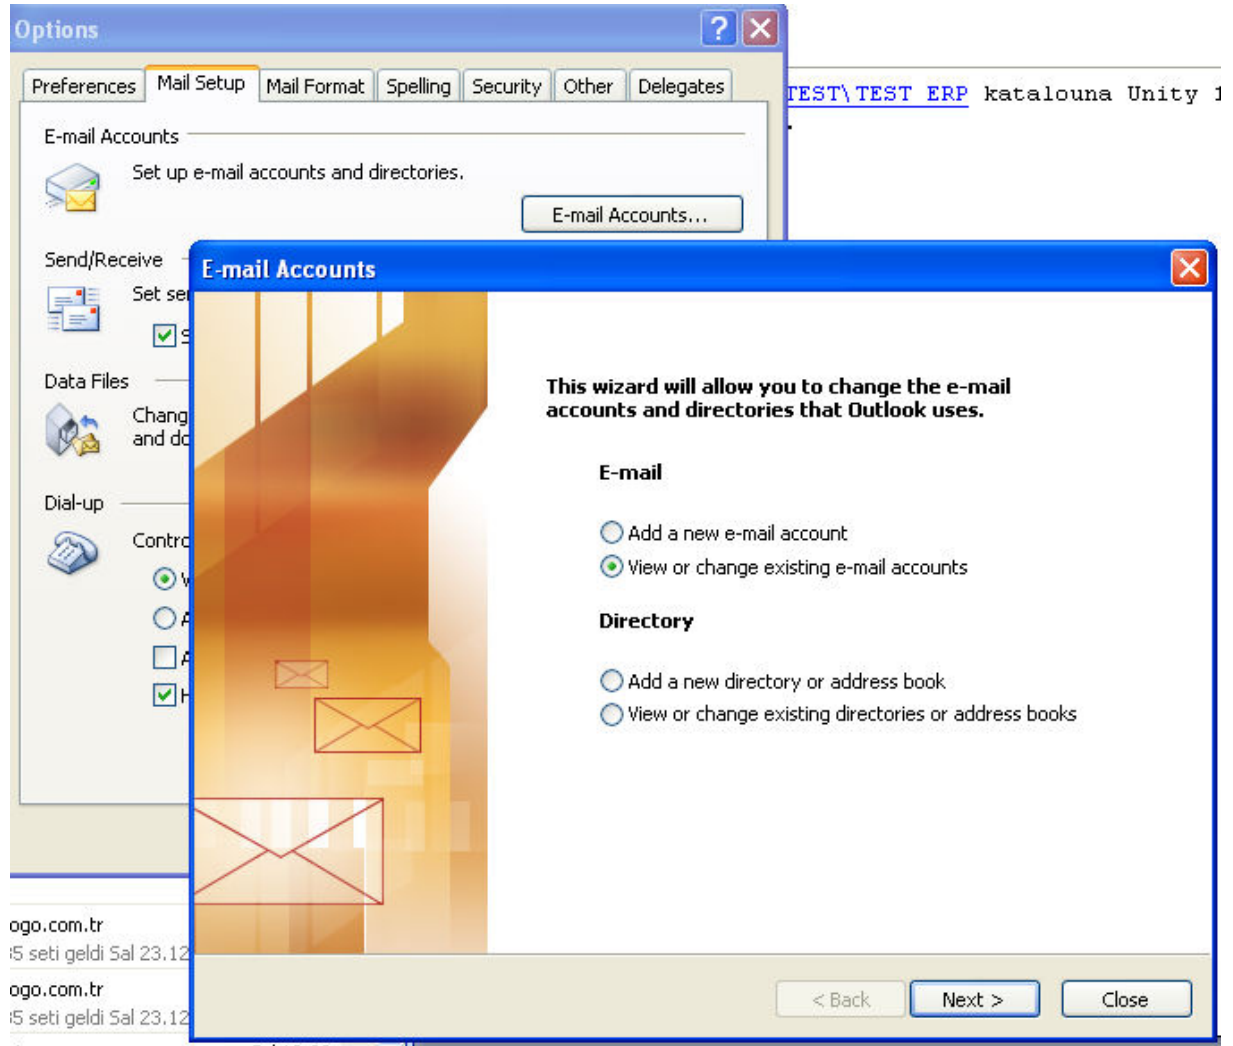 Options
Preferences Mail Setup Mail Format Spelling Security Other Delegates
TEST\TEST ERP katalouna Unity
E-mail Accounts
Set up e-mail accounts and directories.
E-mail Accounts...
Send/Receive
Set
E-mail Accounts
Data Files
and
Dial-up
This wizard will allow you to change the e-mail
accounts and directories that Outlook uses.
E-mail
Add a new e-mail account
View or change existing e-mail accounts
Directory
Add a new directory or address book
View or change existing directories or address books
ogo.com.tr
seti geldi Sal 23.12
ogo.com.tr
seti geldi Sal 23.12
< Back Next > Close